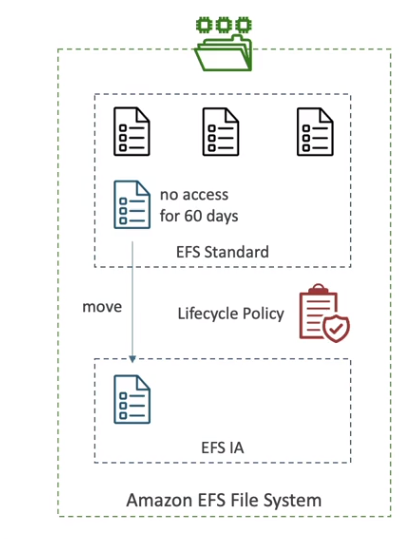 no access
for 60 days
EFS Standard
move
Lifecycle Policy
EFS IA
Amazon EFS File System